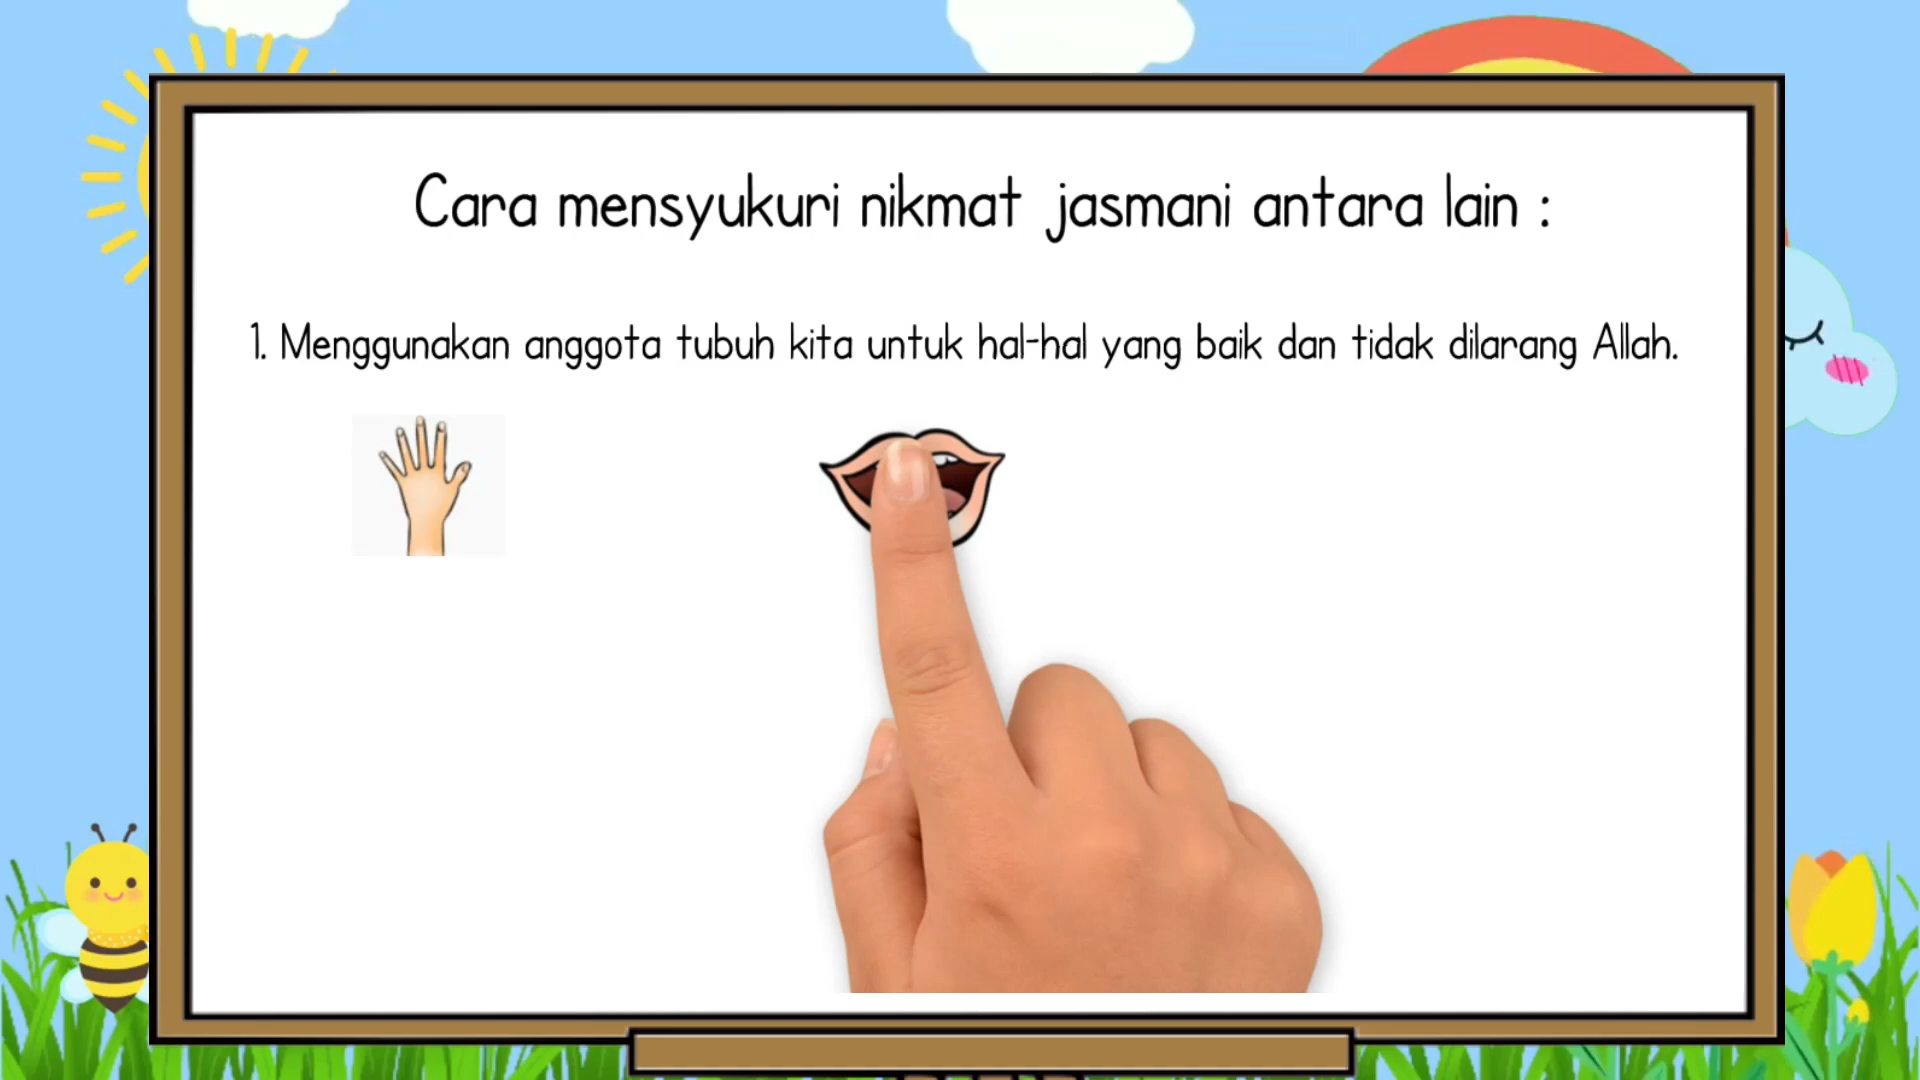 Cara mensyukuri nikmat jasmani antara lain :
1. Menggunakan anggota tubuh kita untuk hal-hal yang baik dan tidak dilarang Allah.